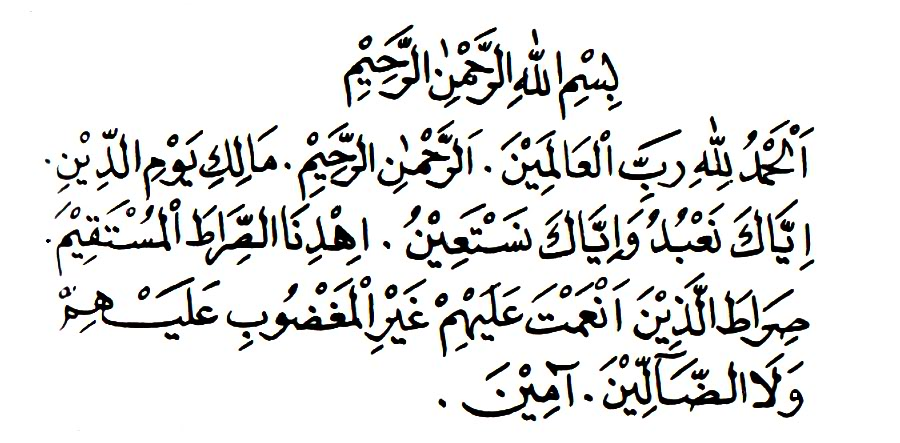 بِسْمِ اللّٰهِ الرَّحْمٰنِ الرَّحِيْمِ
اَلْحَمْدُ لِلّٰهِ رَبِّ الْعَالَمِيْنَ . اَلرَّحْمٰنِ الرَّحِيْمِ . مَالِكِ يَوْمِ الدِّيْنِ .
اِيَّاكَ نَعْبُدُ وَاِيَّاكَ نَسْتَعِيْنُ . اِهْدِنَا الصِّرَاطَ الْمُسْتَقِيْمَ .
صِرَاطَ الَّذِيْنَ اَنْعَمْتَ عَلَيْهِمْ غَيْرِ الْمَغْضُوْبِ عَلَيْهِمْ
وَلَا الضَّآلِّيْنَ . آمِيْنَ .